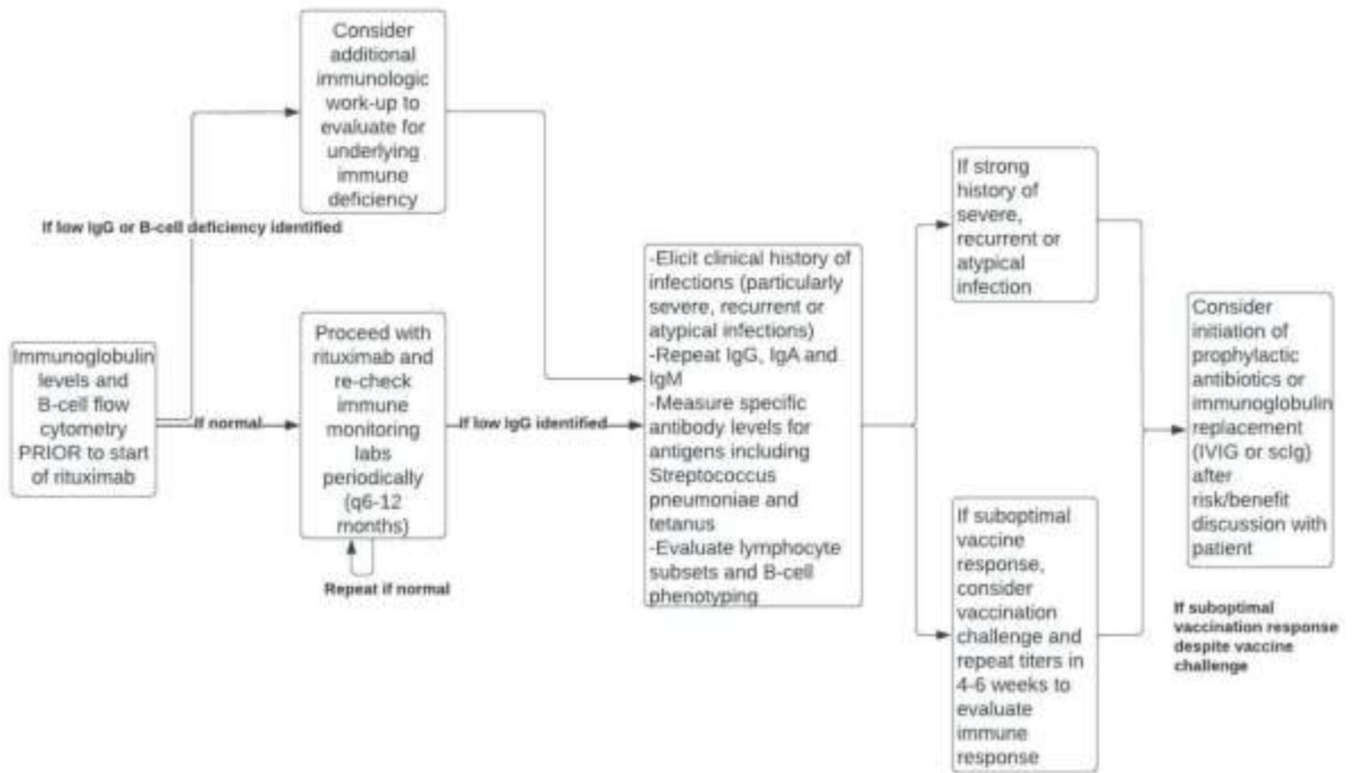 Consider
additional
immunologic
work-up to
evaluate for
underlying
immune
deficiency
If low IgG or B-cell deficiency identified
Immunoglobulin
levels and
B-cell flow
cytometry
PRIOR to start
of rituximab
If normal
Proceed with
rituximab and
re-check
immune
monitoring
labs
periodically
(q6-12
months)
Repeat if normal
If low IgG identified
-Elicit clinical history of
infections (particularly
severe, recurrent or
atypical infections)
-Repeat IgG, IgA and
IgM
-Measure specific
antibody levels for
antigens including
Streptococcus
pneumoniae and
tetanus
-Evaluate lymphocyte
subsets and B-cell
phenotyping
If strong
history of
severe,
recurrent or
atypical
infection
If suboptimal
vaccine
response,
consider
vaccination
challenge and
repeat titers in
4-6 weeks to
evaluate
immune
response
Consider
initiation of
prophylactic
antibiotics or
immunoglobulin
replacement
(IVIG or scIg)
after
risk/benefit
discussion with
patient
If suboptimal
vaccination response
despite vaccine
challenge